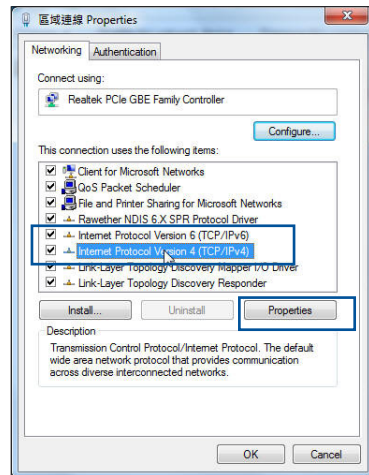 區域連線 Properties
Networking
Authentication
Connect using:
Realtek PCIe GBE Family Controller
Configure...
This connection uses the following items:
Client for Microsoft Networks
QoS Packet Scheduler
File and Printer Sharing for Microsoft Networks
Rawether NDIS 6.X SPR Protocol Driver
Internet Protocol Version 6 (TCP/IPv6)
Internet Protocol Version 4 (TCP/IPv4)
Link-Layer Topology Discovery Mapper I/O Driver
Link-Layer Topology Discovery Responder
Install...
Uninstall
Properties
Description
Transmission Control Protocol/Internet Protocol. The default
wide area network protocol that provides communication
across diverse interconnected networks.
OK
Cancel